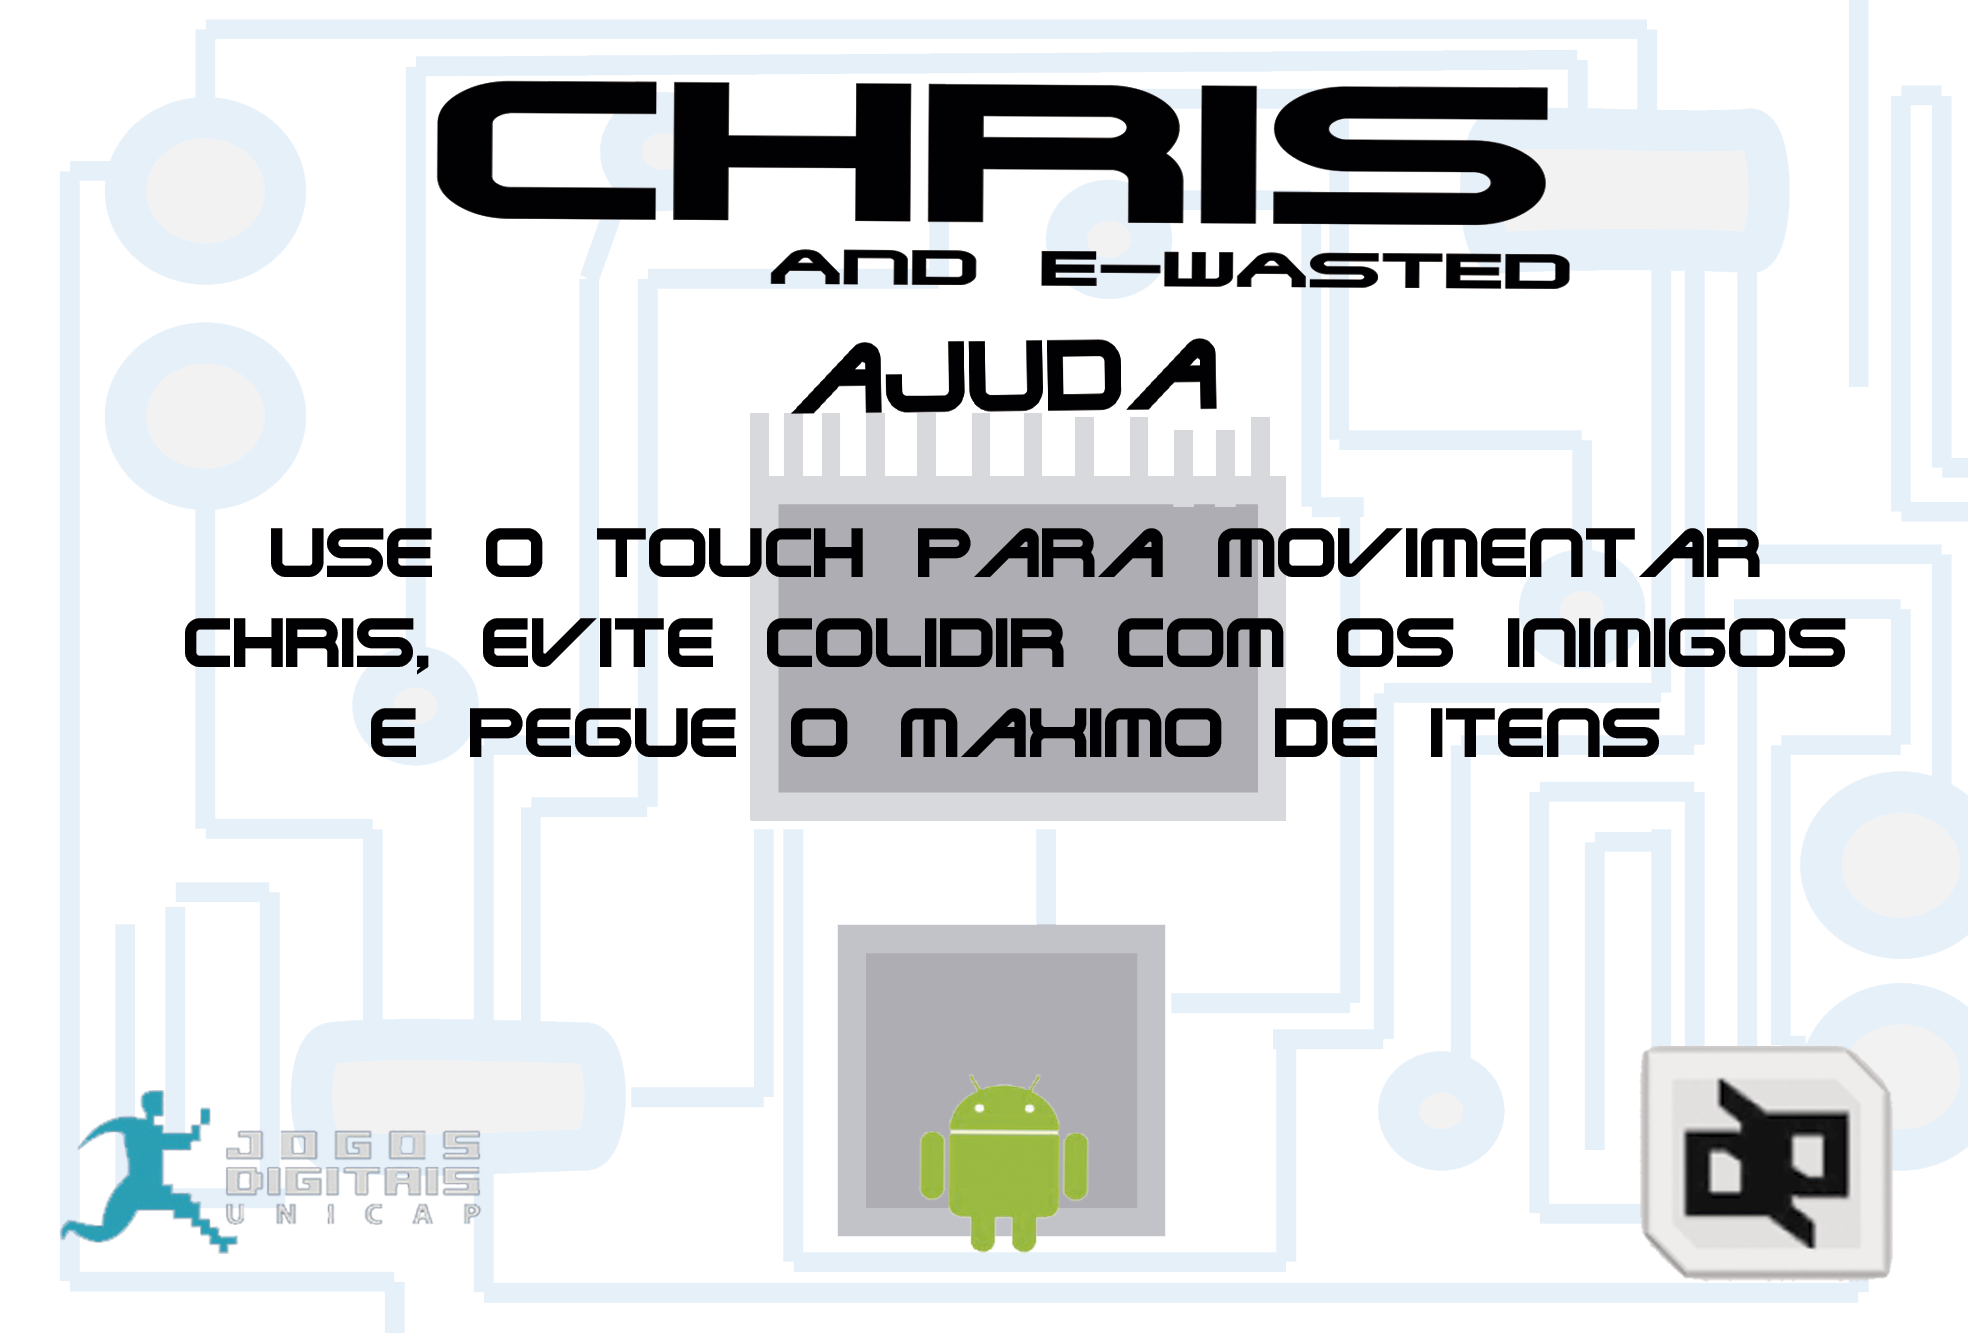 CHRIS
AND E-WASTED
AJUDA
USE O TOUCH PARA MOVIMENTAR
CHRIS, EVITE COLIDIR COM OS INIMIGOS
E PEGUE O MAXIMO DE ITENS
JOGOS
DIGITAIS
UNICAP